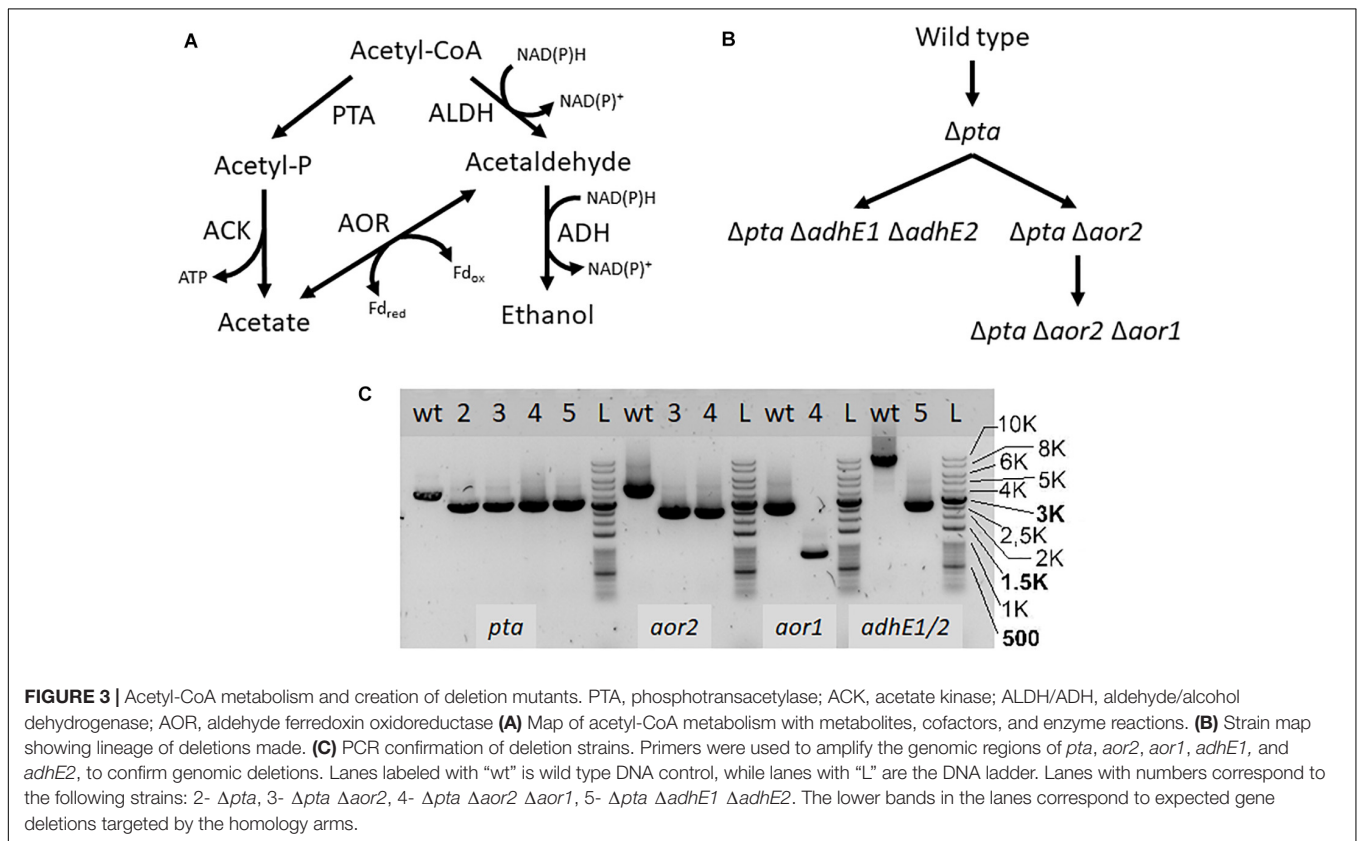 A
Acetyl-CoA
NAD(P)H
NAD(P)+
PTA
ALDH
Acetyl-P
Acetaldehyde
NAD(P)H
ACK
AOR
ADH
ATP
Fdox
NAD(P)+
Fdred
Acetate
Ethanol
B
Wild type
Δpta
Δpta ΔadhE1 ΔadhE2
Δpta Δaor2
Δpta Δaor2 Δaor1
C
wt 2 3 4 5 L wt 3 4 L wt 4 L wt 5 L
10K
8K
6K
5K
4K
3K
2,5K
2K
1.5K
1K
500
pta
aor2
aor1
adhE1/2
FIGURE 3 | Acetyl-CoA metabolism and creation of deletion mutants. PTA, phosphotransacetylase; ACK, acetate kinase; ALDH/ADH, aldehyde/alcohol
dehydrogenase; AOR, aldehyde ferredoxin oxidoreductase (A) Map of acetyl-CoA metabolism with metabolites, cofactors, and enzyme reactions. (B) Strain map
showing lineage of deletions made. (C) PCR confirmation of deletion strains. Primers were used to amplify the genomic regions of pta, aor2, aor1, adhE1, and
adhE2, to confirm genomic deletions. Lanes labeled with “wt” is wild type DNA control, while lanes with “L” are the DNA ladder. Lanes with numbers correspond to
the following strains: 2- Δpta, 3- Δpta Δaor2, 4- Δpta Δaor2 Δaor1, 5- Δpta ΔadhE1 ΔadhE2. The lower bands in the lanes correspond to expected gene
deletions targeted by the homology arms.